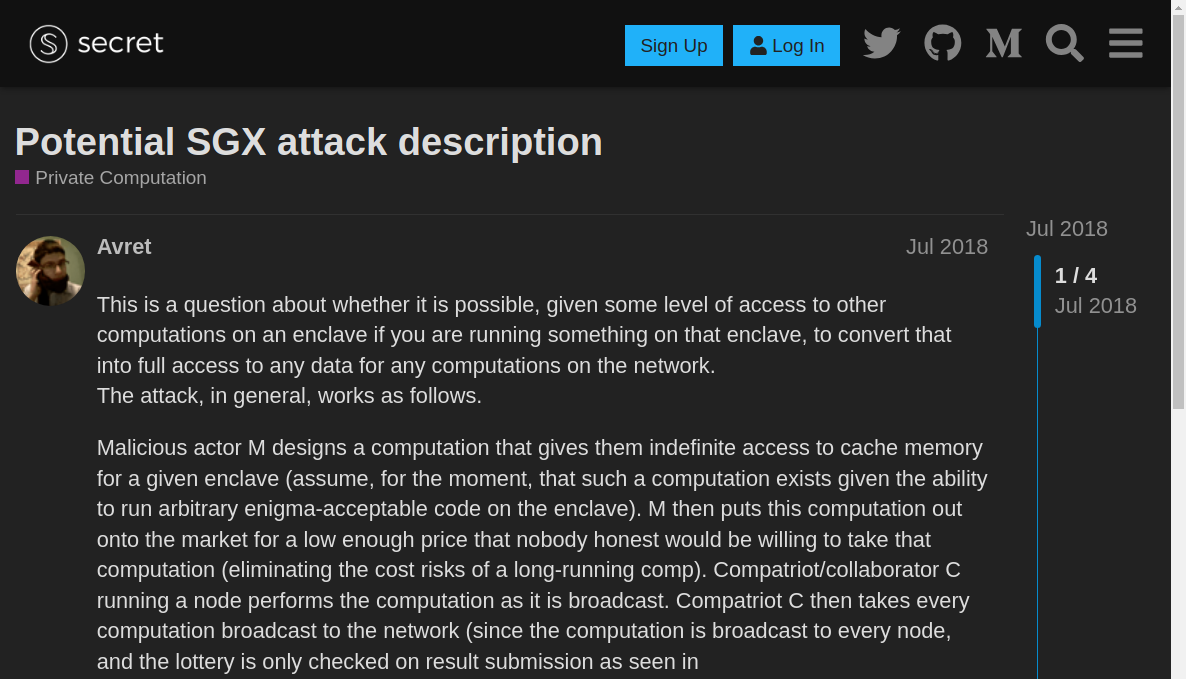 secret
Sign Up
Log In
Potential SGX attack description
Private Computation
Avret
Jul 2018
Jul 2018
1 / 4
Jul 2018
This is a question about whether it is possible, given some level of access to other
computations on an enclave if you are running something on that enclave, to convert that
into full access to any data for any computations on the network.
The attack, in general, works as follows.
Malicious actor M designs a computation that gives them indefinite access to cache memory
for a given enclave (assume, for the moment, that such a computation exists given the ability
to run arbitrary enigma-acceptable code on the enclave). M then puts this computation out
onto the market for a low enough price that nobody honest would be willing to take that
computation (eliminating the cost risks of a long-running comp). Compatriot/collaborator C
running a node performs the computation as it is broadcast. Compatriot C then takes every
computation broadcast to the network (since the computation is broadcast to every node,
and the lottery is only checked on result submission as seen in